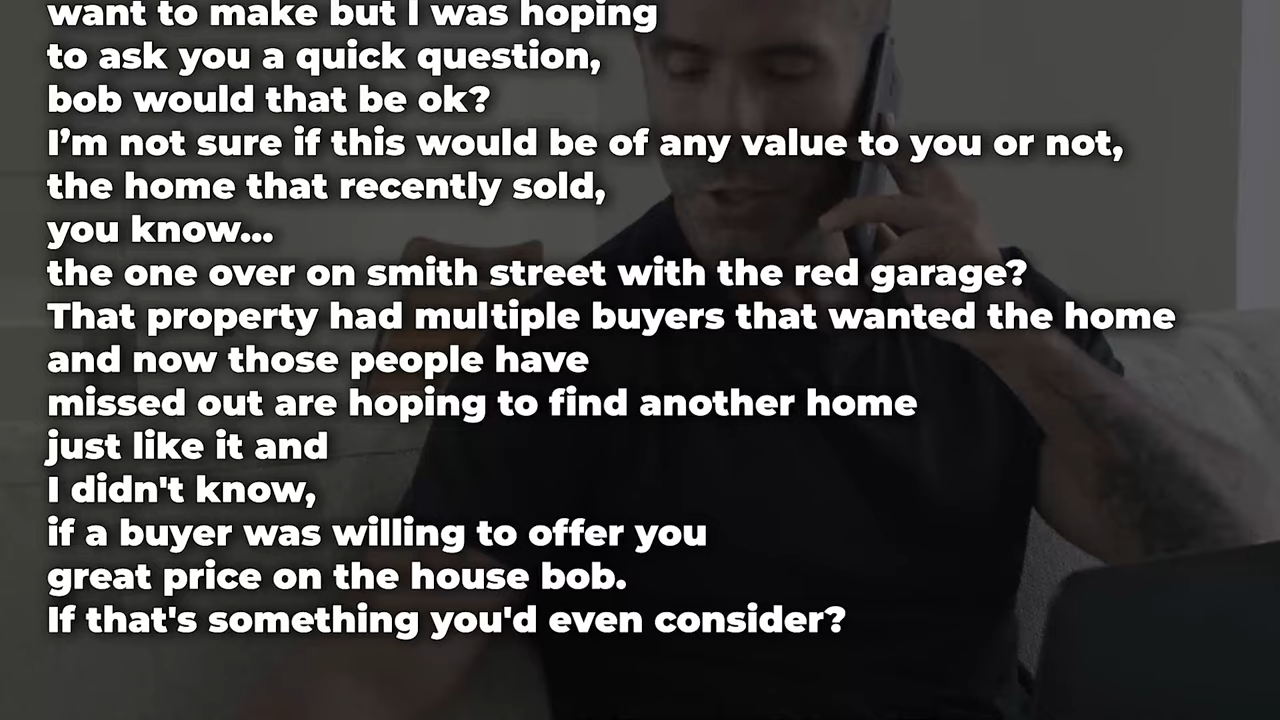 want to make but I was hoping
to ask you a quick question,
bob would that be ok?
I’m not sure if this would be of any value to you or not,
the home that recently sold,
you know...
the one over on smith street with the red garage?
That property had multiple buyers that wanted the home
and now those people have
missed out are hoping to find another home
just like it and
I didn't know,
if a buyer was willing to offer you
great price on the house bob.
If that's something you'd even consider?